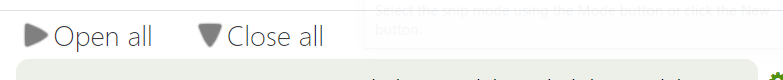 Select the snip mode using the Mode button or click the New
button.
Open all Close all